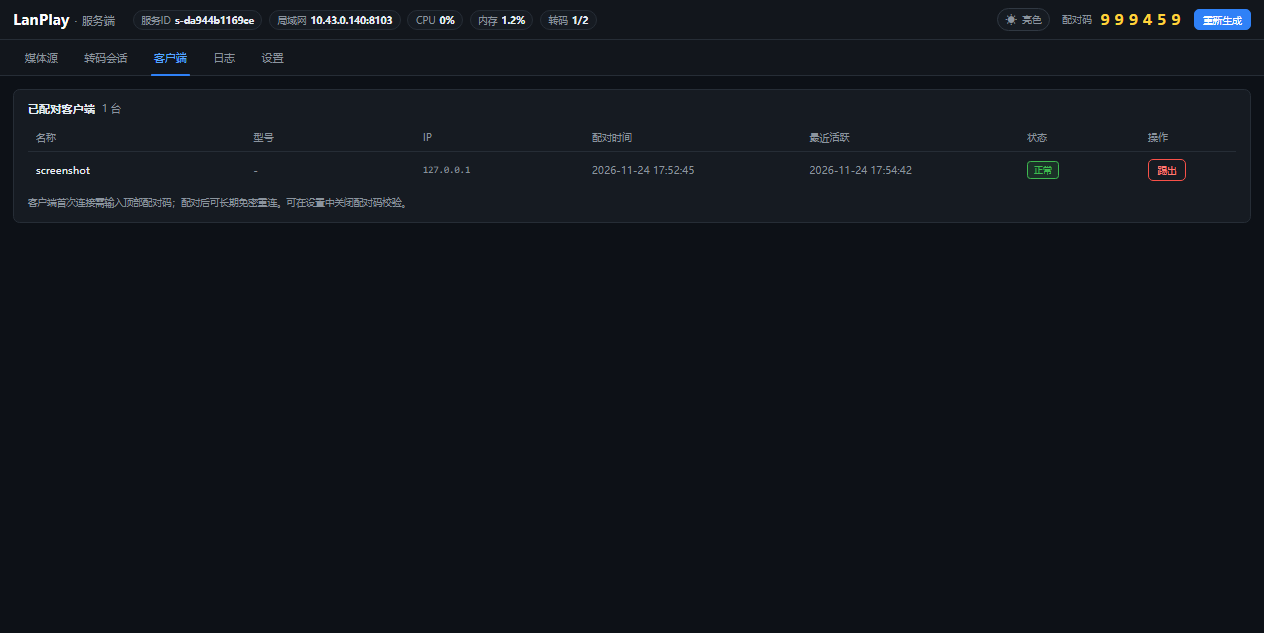 LanPlay · 服务端 服务ID s-da944b1169ce 局域网 10.43.0.140:8103 CPU 0% 内存 1.2% 转码 1/2 亮色 配对码 999459 重新生成
媒体源 转码会话 客户端 日志 设置
已配对客户端 1 台
名称 型号 IP 配对时间 最近活跃 状态 操作
screenshot - 127.0.0.1 2026-11-24 17:52:45 2026-11-24 17:54:42 正常 踢出
客户端首次连接需输入顶部配对码；配对后可长期免密重连。可在设置中关闭配对码校验。